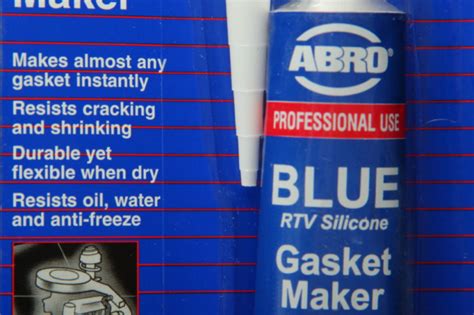 Maker
Makes almost any
gasket instantly
Resists cracking
and shrinking
Durable yet
flexible when dry
Resists oil, water
and anti-freeze
ABRO
PROFESSIONAL USE
BLUE
RTV Silicone
Gasket
Maker